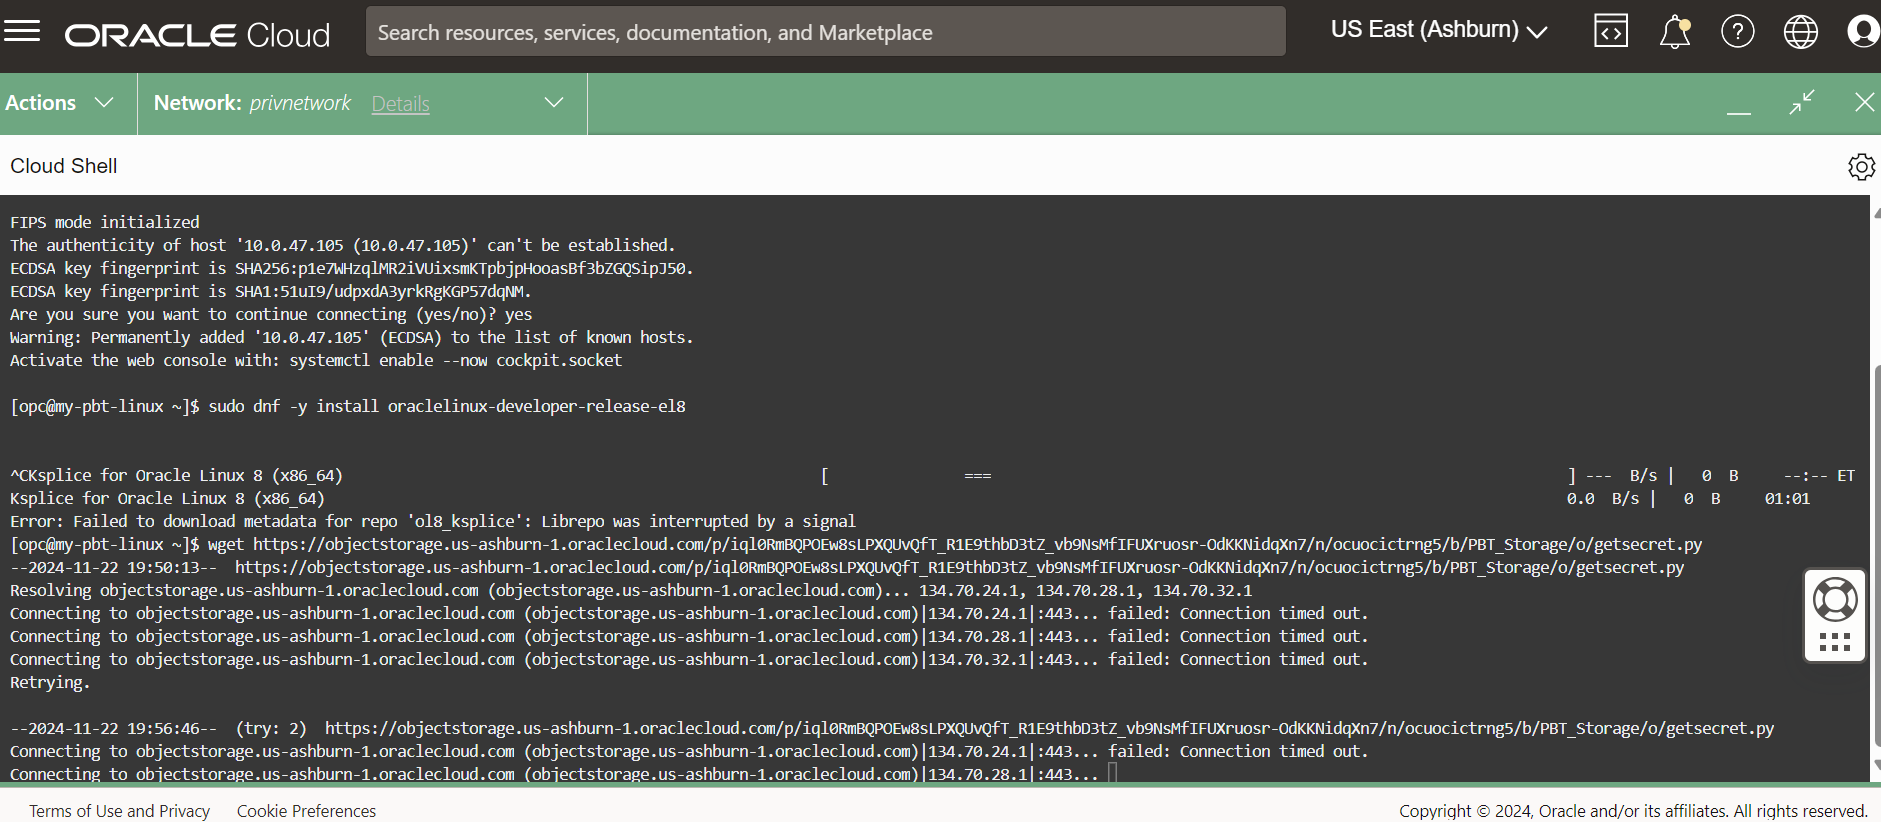 ORACLE Cloud
Search resources, services, documentation, and Marketplace
US East (Ashburn)
Actions
Network: privnetwork Details
Cloud Shell
FIPS mode initialized
The authenticity of host '10.0.47.105 (10.0.47.105)' can't be established.
ECDSA key fingerprint is SHA256:p1e7WHzqlMR2iVUixsmKTpbjpHooasBf3bZGQSipJ50.
ECDSA key fingerprint is SHA1:51uI9/udpxdA3yrkRgKGP57dqNM.
Are you sure you want to continue connecting (yes/no)? yes
Warning: Permanently added '10.0.47.105' (ECDSA) to the list of known hosts.
Activate the web console with: systemctl enable --now cockpit.socket
[opc@my-pbt-linux ~]$ sudo dnf -y install oraclelinux-developer-release-el8
^CKsplice for Oracle Linux 8 (x86_64) [ === ] --- B/s | 0 B --:-- ET
Ksplice for Oracle Linux 8 (x86_64) 0.0 B/s | 0 B 01:01
Error: Failed to download metadata for repo 'ol8_ksplice': Librepo was interrupted by a signal
[opc@my-pbt-linux ~]$ wget https://objectstorage.us-ashburn-1.oraclecloud.com/p/iql0RmBQPOEw8sLPXQUvQfT_R1E9thbD3tZ_vb9NsMfIFUXruosr-OdKKNidqXn7/n/ocuocictrng5/b/PBT_Storage/o/getsecret.py
--2024-11-22 19:50:13-- https://objectstorage.us-ashburn-1.oraclecloud.com/p/iql0RmBQPOEw8sLPXQUvQfT_R1E9thbD3tZ_vb9NsMfIFUXruosr-OdKKNidqXn7/n/ocuocictrng5/b/PBT_Storage/o/getsecret.py
Resolving objectstorage.us-ashburn-1.oraclecloud.com (objectstorage.us-ashburn-1.oraclecloud.com)... 134.70.24.1, 134.70.28.1, 134.70.32.1
Connecting to objectstorage.us-ashburn-1.oraclecloud.com (objectstorage.us-ashburn-1.oraclecloud.com)|134.70.24.1|:443... failed: Connection timed out.
Connecting to objectstorage.us-ashburn-1.oraclecloud.com (objectstorage.us-ashburn-1.oraclecloud.com)|134.70.28.1|:443... failed: Connection timed out.
Connecting to objectstorage.us-ashburn-1.oraclecloud.com (objectstorage.us-ashburn-1.oraclecloud.com)|134.70.32.1|:443... failed: Connection timed out.
Retrying.
--2024-11-22 19:56:46-- (try: 2) https://objectstorage.us-ashburn-1.oraclecloud.com/p/iql0RmBQPOEw8sLPXQUvQfT_R1E9thbD3tZ_vb9NsMfIFUXruosr-OdKKNidqXn7/n/ocuocictrng5/b/PBT_Storage/o/getsecret.py
Connecting to objectstorage.us-ashburn-1.oraclecloud.com (objectstorage.us-ashburn-1.oraclecloud.com)|134.70.24.1|:443... failed: Connection timed out.
Connecting to objectstorage.us-ashburn-1.oraclecloud.com (objectstorage.us-ashburn-1.oraclecloud.com)|134.70.28.1|:443...
Terms of Use and Privacy Cookie Preferences Copyright © 2024, Oracle and/or its affiliates. All rights reserved.